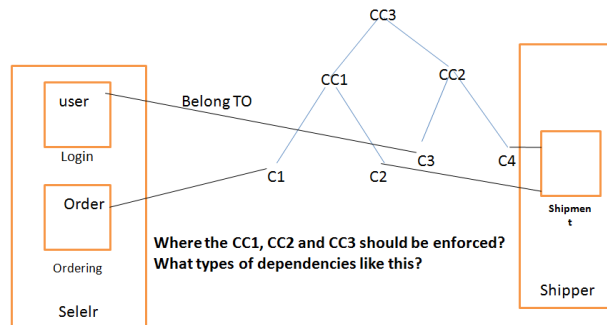 CC3
CC1
CC2
user
Belong TO
Login
C3
C4
C1
C2
Order
Shipmen
t
Where the CC1, CC2 and CC3 should be enforced?
What types of dependencies like this?
Ordering
Shipper
Selelr